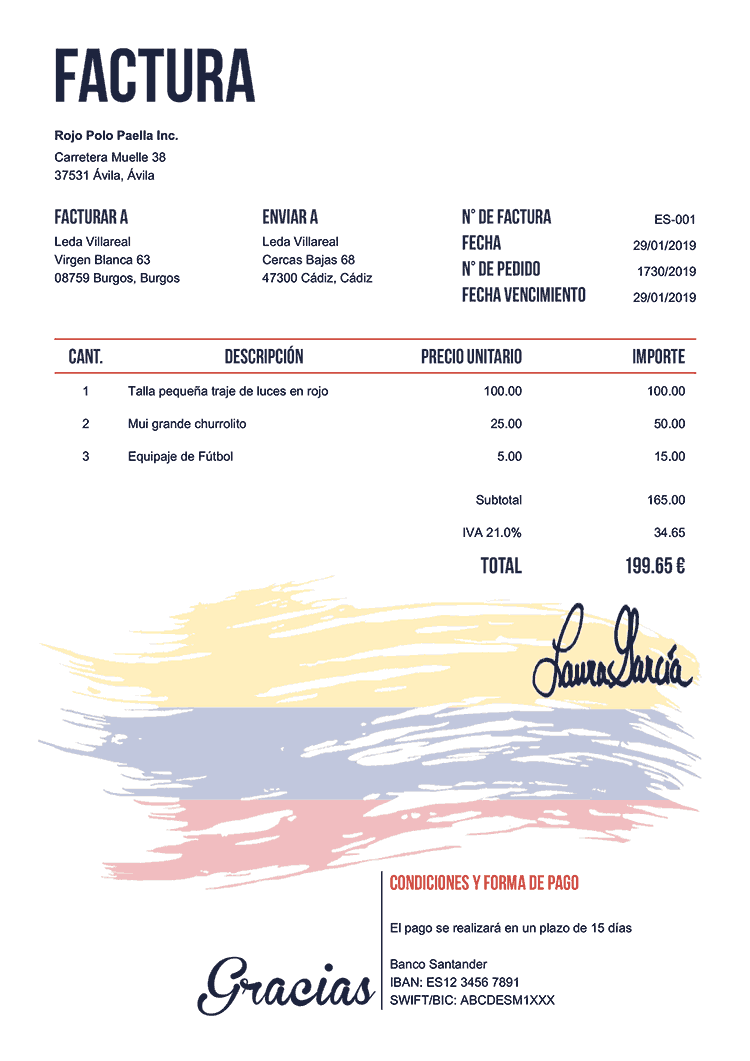 FACTURA
Rojo Polo Paella Inc.
Carretera Muelle 38
37531 Ávila, Ávila
FACTURAR A
Leda Villareal
Virgen Blanca 63
08759 Burgos, Burgos
ENVIAR A
Leda Villareal
Cercas Bajas 68
47300 Cádiz, Cádiz
N° DE FACTURA ES-001
FECHA 29/01/2019
N° DE PEDIDO 1730/2019
FECHA VENCIMIENTO 29/01/2019
CANT. DESCRIPCIÓN PRECIO UNITARIO IMPORTE
1 Talla pequeña traje de luces en rojo 100.00 100.00
2 Mui grande churrolito 25.00 50.00
3 Equipaje de Fútbol 5.00 15.00
Subtotal 165.00
IVA 21.0% 34.65
TOTAL 199.65 €
Laura García
CONDICIONES Y FORMA DE PAGO
El pago se realizará en un plazo de 15 días
Banco Santander
IBAN: ES12 3456 7891
SWIFT/BIC: ABCDESM1XXX
Gracias